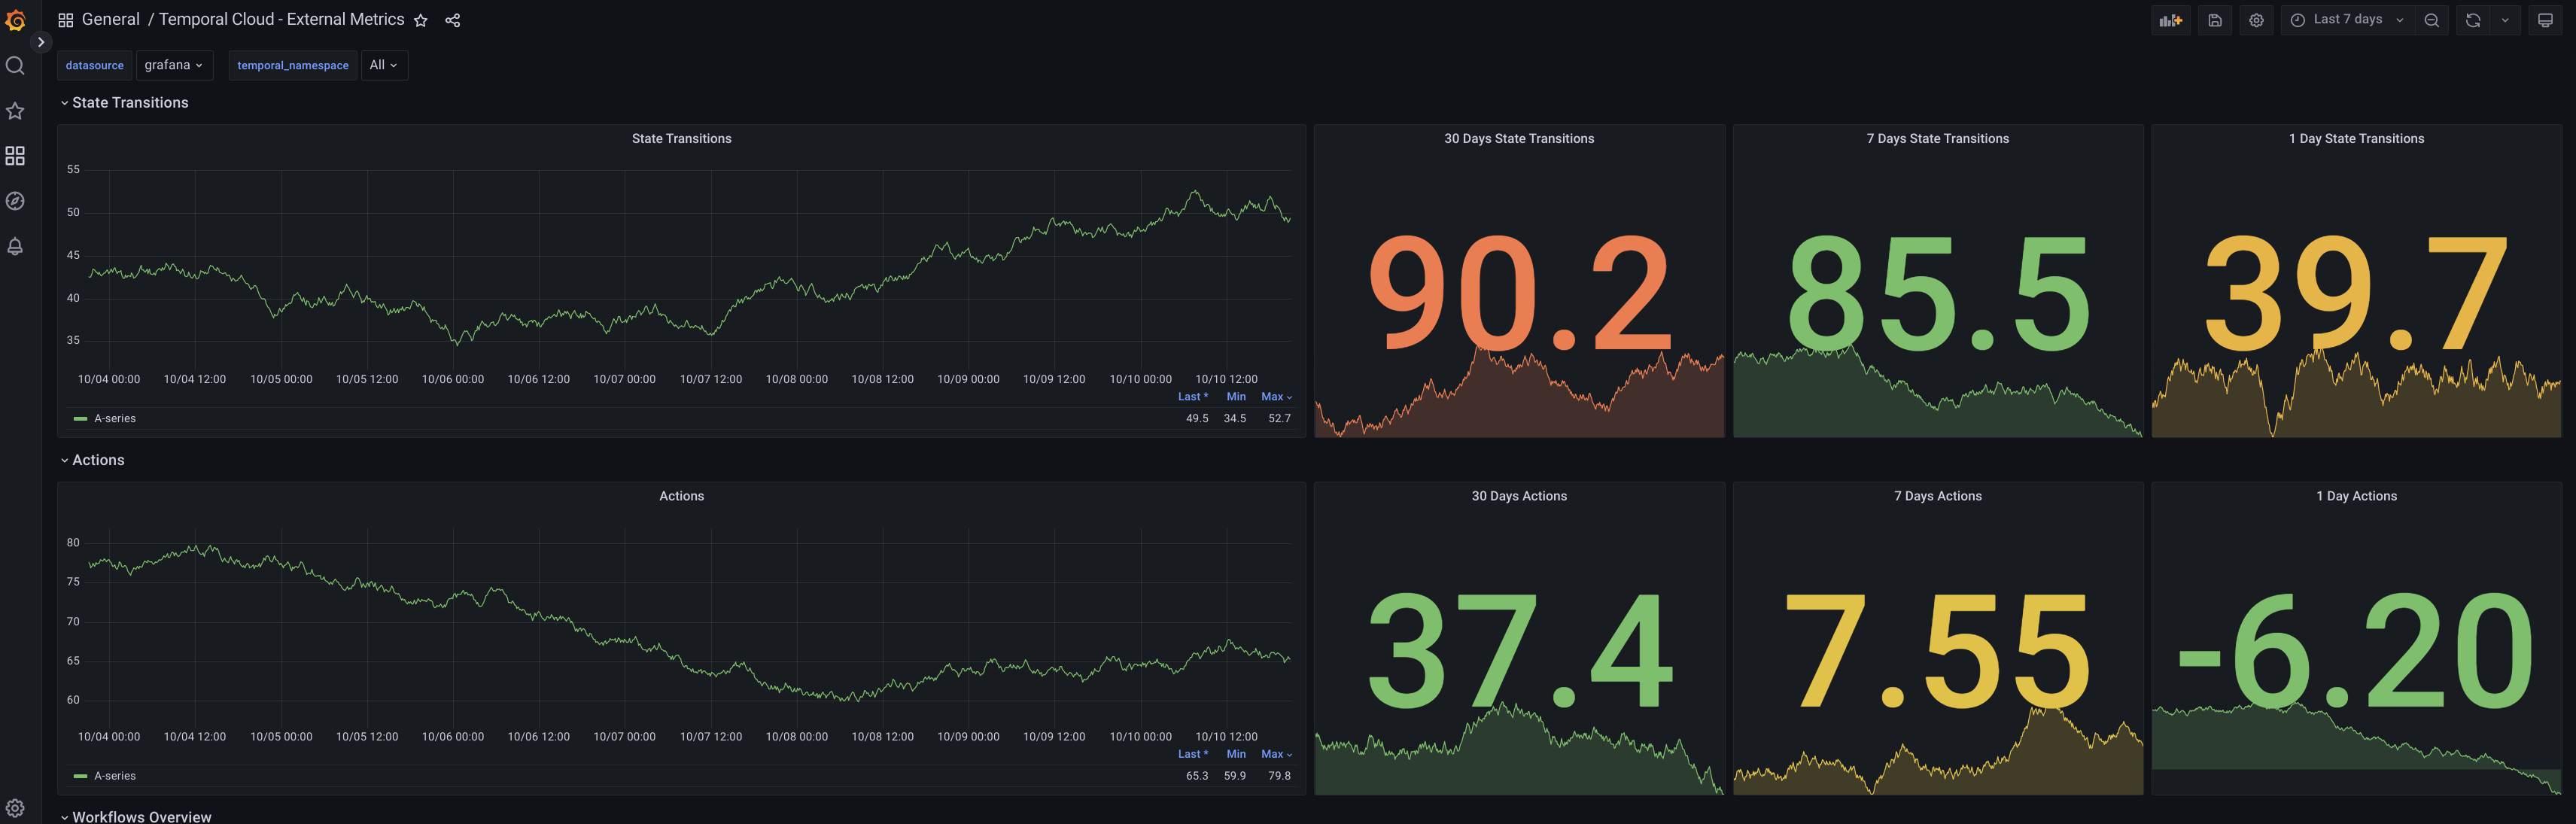 General / Temporal Cloud - External Metrics
Last 7 days
datasource grafana temporal_namespace All
State Transitions
State Transitions
55
50
45
40
35
10/04 00:00 10/04 12:00 10/05 00:00 10/05 12:00 10/06 00:00 10/06 12:00 10/07 00:00 10/07 12:00 10/08 00:00 10/08 12:00 10/09 00:00 10/09 12:00 10/10 00:00 10/10 12:00
Last * Min Max
A-series 49.5 34.5 52.7
30 Days State Transitions
90.2
7 Days State Transitions
85.5
1 Day State Transitions
39.7
Actions
Actions
80
75
70
65
60
10/04 00:00 10/04 12:00 10/05 00:00 10/05 12:00 10/06 00:00 10/06 12:00 10/07 00:00 10/07 12:00 10/08 00:00 10/08 12:00 10/09 00:00 10/09 12:00 10/10 00:00 10/10 12:00
Last * Min Max
A-series 65.3 59.9 79.8
30 Days Actions
37.4
7 Days Actions
7.55
1 Day Actions
-6.20
Workflows Overview